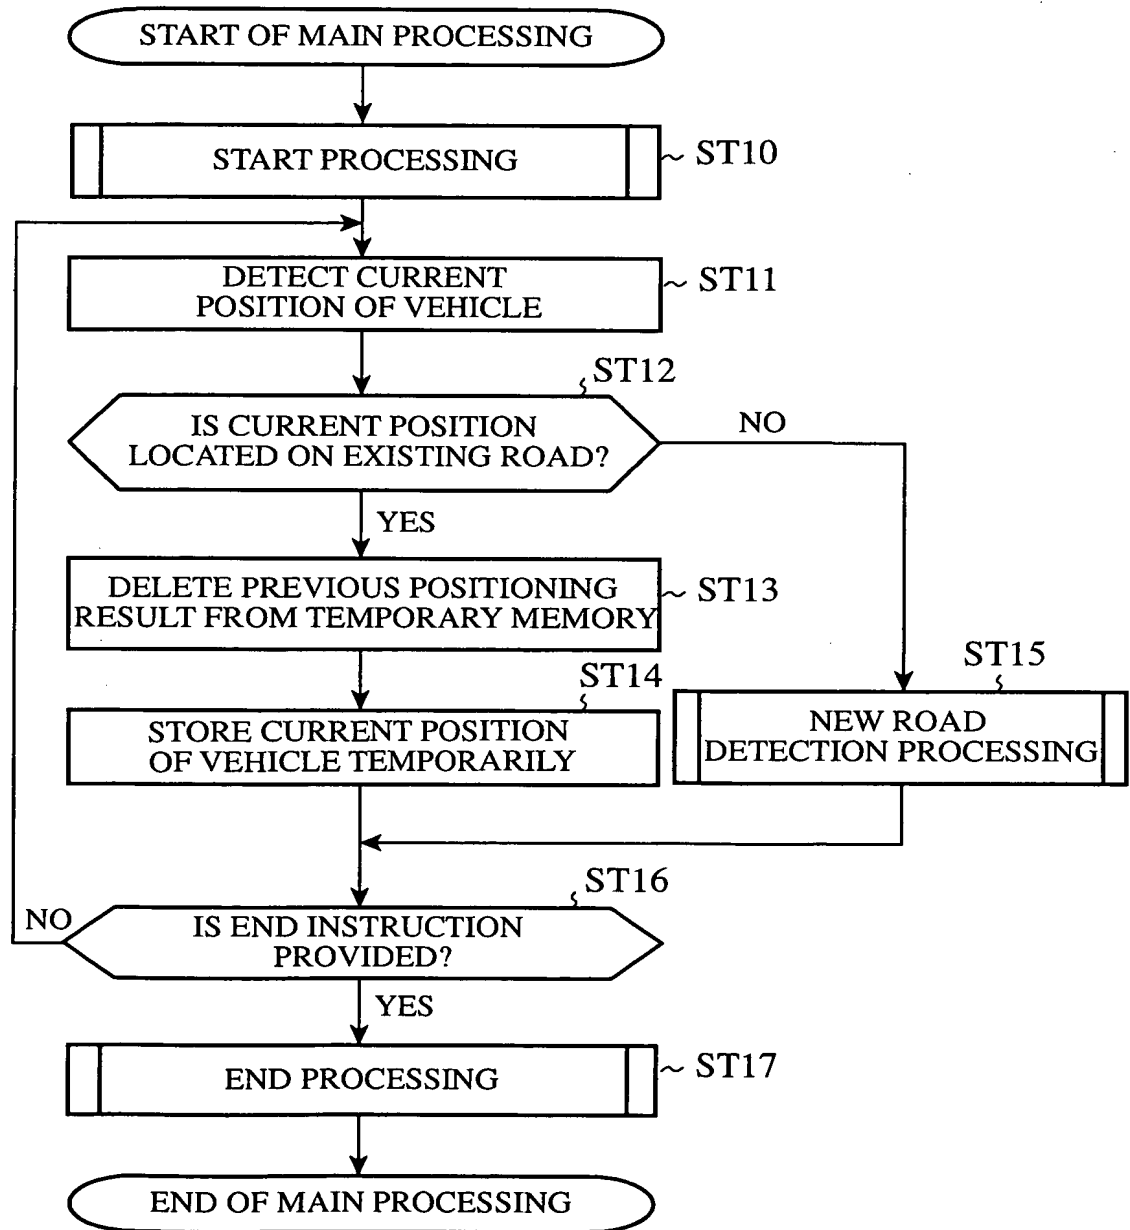 START OF MAIN PROCESSING
START PROCESSING
ST10
DETECT CURRENT
POSITION OF VEHICLE
ST11
ST12
IS CURRENT POSITION
LOCATED ON EXISTING ROAD?
NO
YES
DELETE PREVIOUS POSITIONING
RESULT FROM TEMPORARY MEMORY
ST13
ST14
STORE CURRENT POSITION
OF VEHICLE TEMPORARILY
ST15
NEW ROAD
DETECTION PROCESSING
ST16
IS END INSTRUCTION
PROVIDED?
NO
YES
END PROCESSING
ST17
END OF MAIN PROCESSING